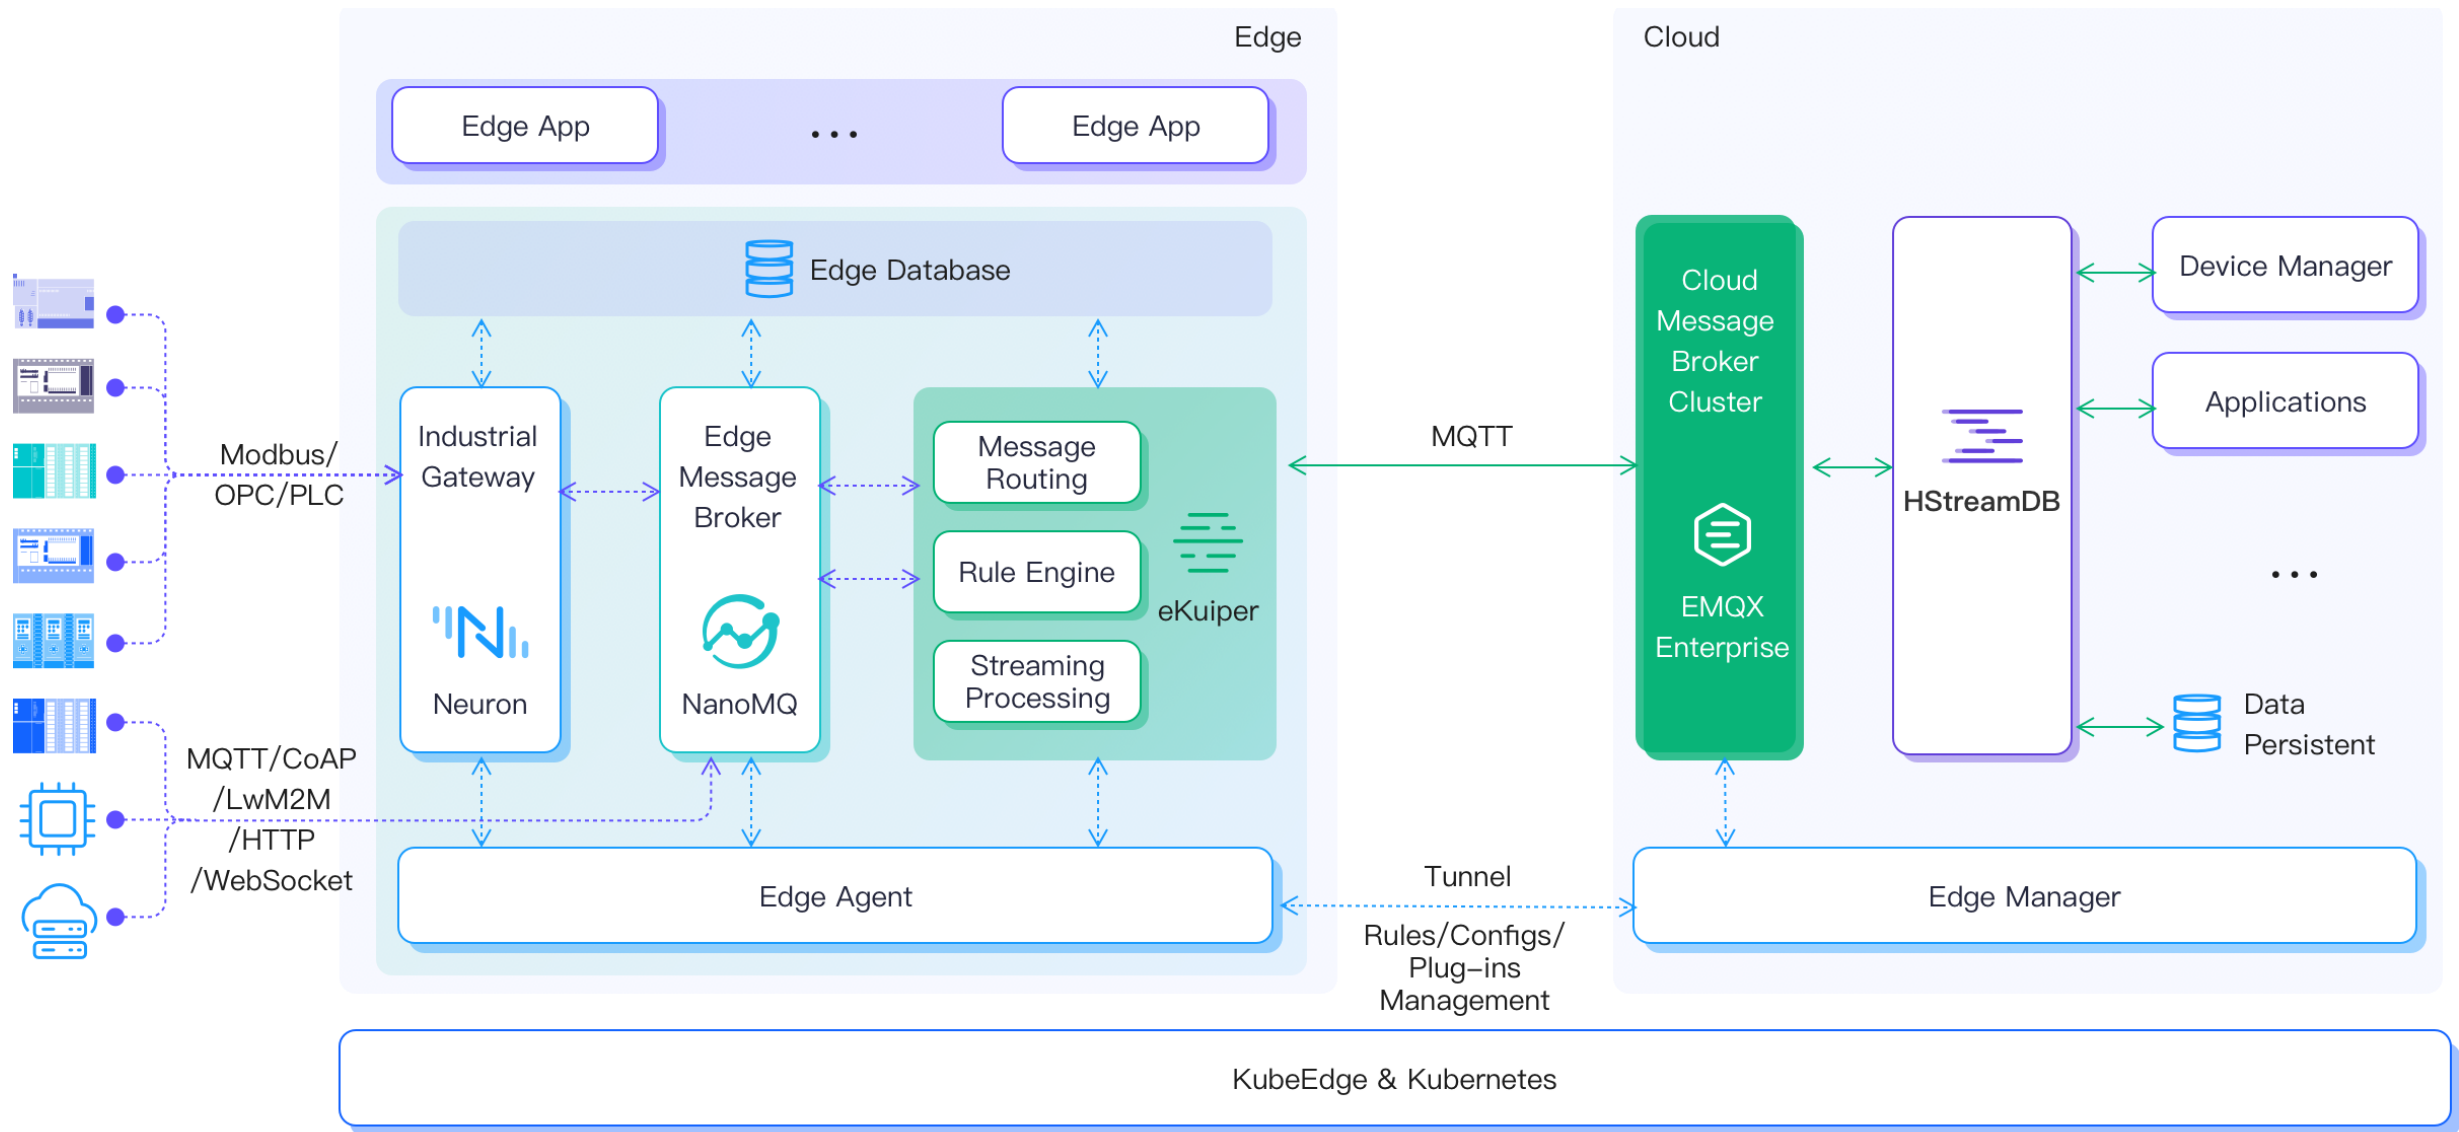 Edge
Cloud
Edge App
...
Edge App
Edge Database
Modbus/
OPC/PLC
Industrial
Gateway
Neuron
Edge
Message
Broker
NanoMQ
Message
Routing
Rule Engine
Streaming
Processing
eKuiper
MQTT
Cloud
Message
Broker
Cluster
EMQX
Enterprise
HStreamDB
Device Manager
Applications
...
Data
Persistent
MQTT/CoAP
/LwM2M
/HTTP
/WebSocket
Edge Agent
Tunnel
Rules/Configs/
Plug-ins
Management
Edge Manager
KubeEdge & Kubernetes